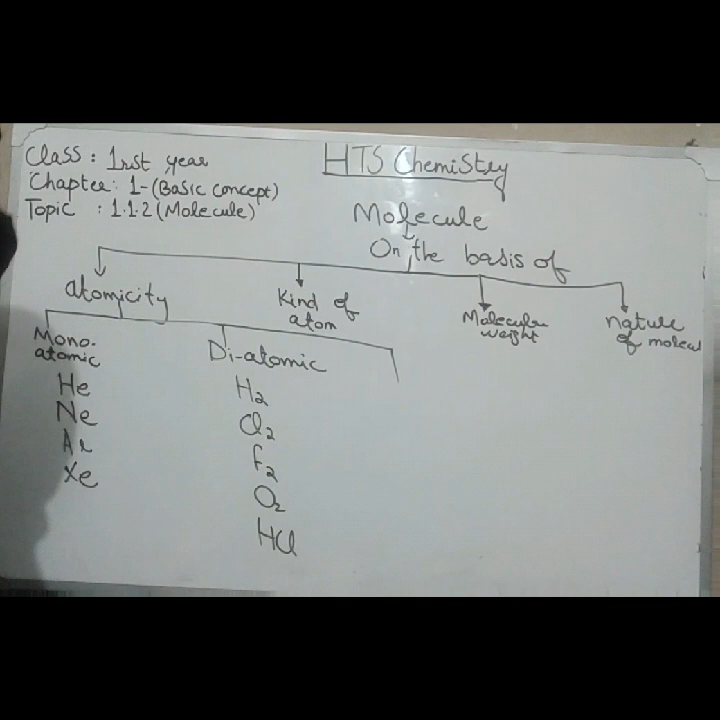 Class : 1rst year
Chapter: 1-(Basic concept)
Topic : 1.1.2 (Molecule)
HTS Chemistry
Molecule
On the basis of
atomicity
Kind of
atom
Molecular
weight
nature
of molecul
Mono.
atomic
He
Ne
Ar
Xe
Di-atomic
H2
Cl2
F2
O2
HCl